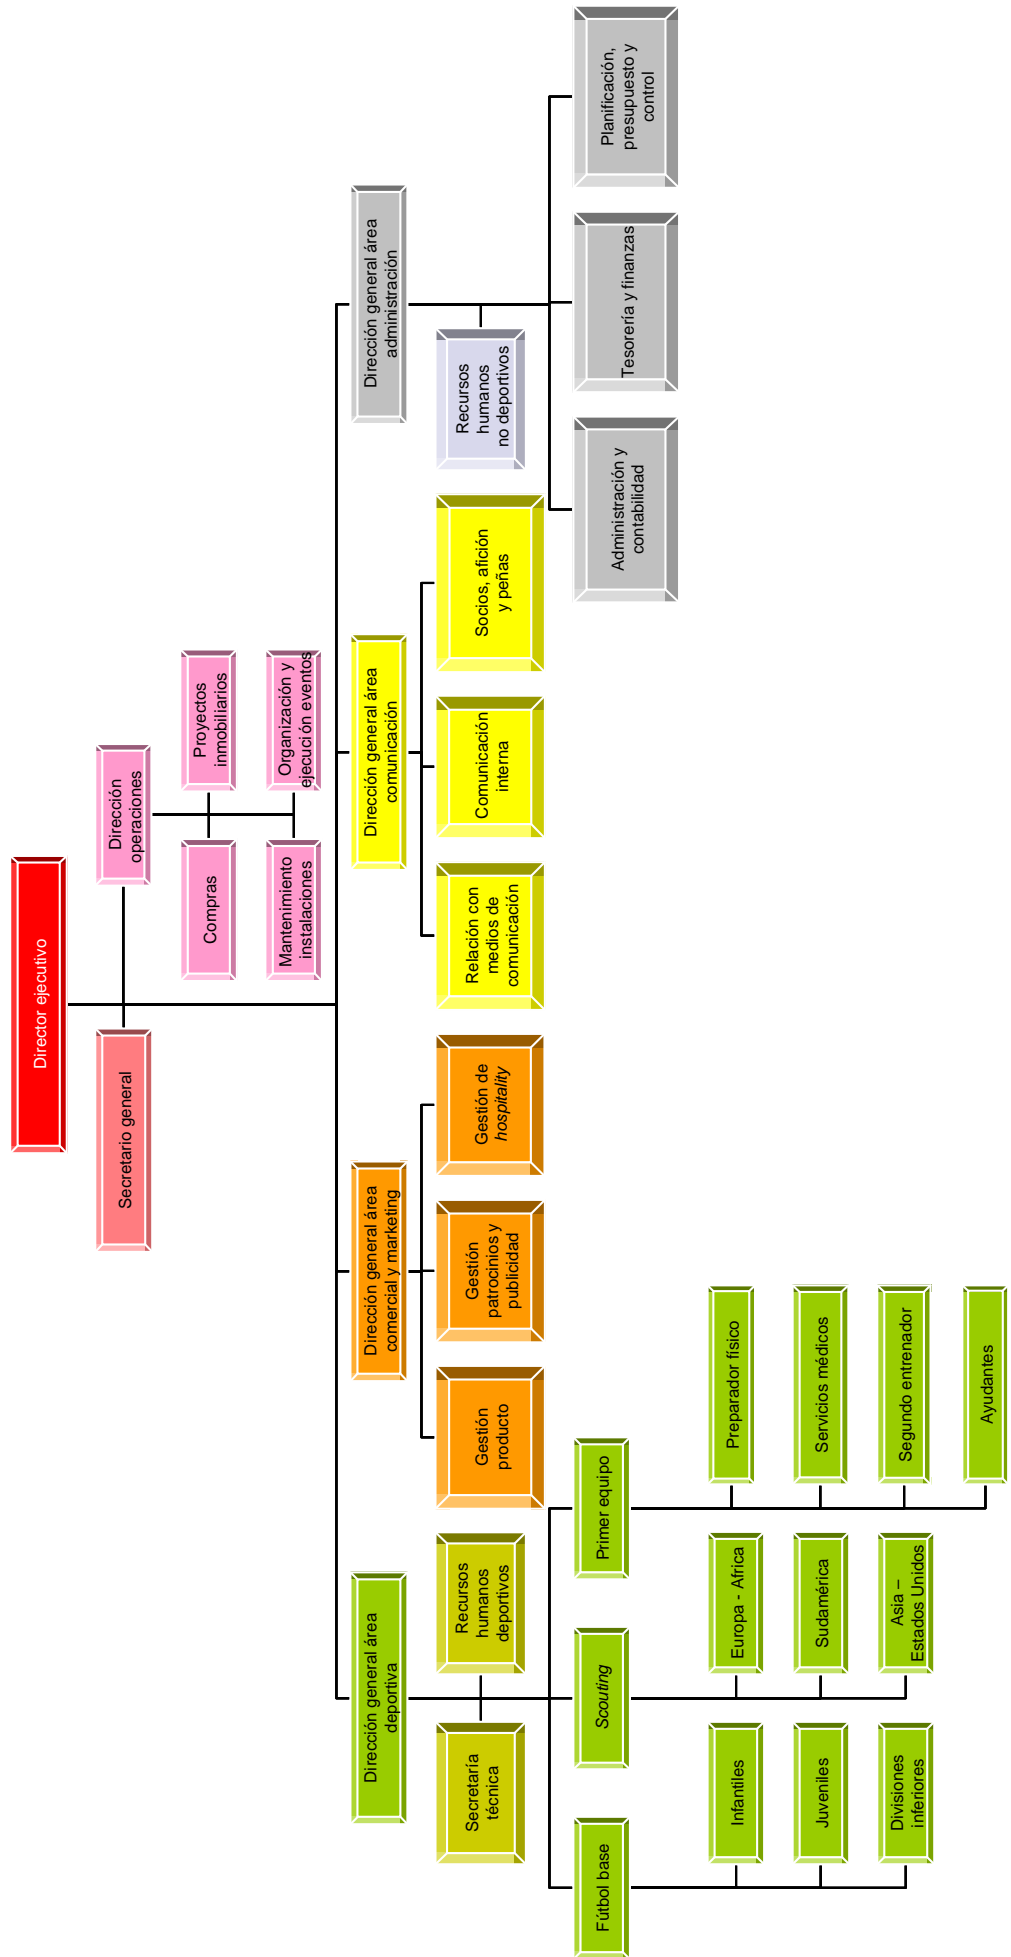 Director ejecutivo
Secretario general
Dirección
operaciones
Compras
Proyectos
inmobiliarios
Mantenimiento
instalaciones
Organización y
ejecución eventos
Dirección general área
deportiva
Dirección general área
comercial y marketing
Dirección general área
comunicación
Dirección general área
administración
Secretaría
técnica
Recursos
humanos
deportivos
Gestión
producto
Gestión
patrocinios y
publicidad
Gestión de
hospitality
Relación con
medios de
comunicación
Comunicación
interna
Socios, afición
y peñas
Recursos
humanos
no deportivos
Fútbol base
Scouting
Primer equipo
Administración y
contabilidad
Tesorería y finanzas
Planificación,
presupuesto y
control
Infantiles
Europa - Africa
Preparador físico
Juveniles
Sudamérica
Servicios médicos
Divisiones
inferiores
Asia –
Estados Unidos
Segundo entrenador
Ayudantes